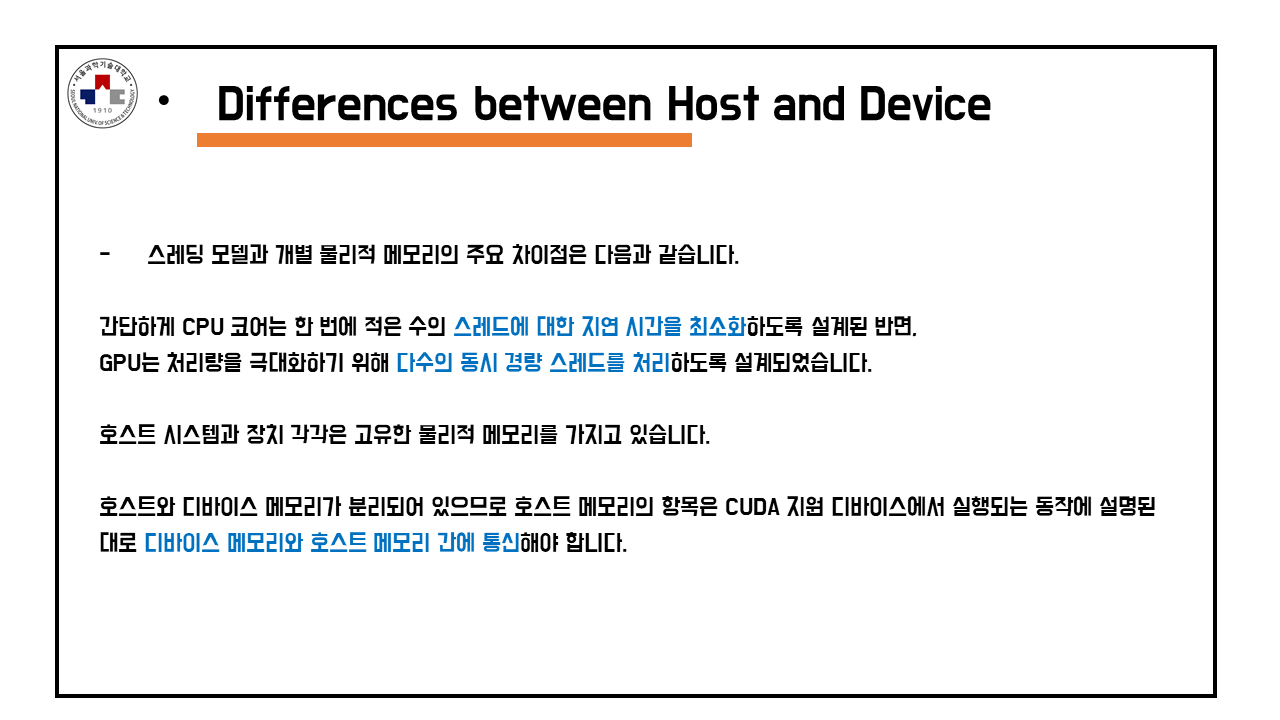 서울과학기술대학교
SEOUL NATIONAL UNIV. OF SCIENCE & TECHNOLOGY
1910
• Differences between Host and Device
- 스레딩 모델과 개별 물리적 메모리의 주요 차이점은 다음과 같습니다.
간단하게 CPU 코어는 한 번에 적은 수의 스레드에 대한 지연 시간을 최소화하도록 설계된 반면,
GPU는 처리량을 극대화하기 위해 다수의 동시 경량 스레드를 처리하도록 설계되었습니다.
호스트 시스템과 장치 각각은 고유한 물리적 메모리를 가지고 있습니다.
호스트와 디바이스 메모리가 분리되어 있으므로 호스트 메모리의 항목은 CUDA 지원 디바이스에서 실행되는 동작에 설명된
대로 디바이스 메모리와 호스트 메모리 간에 통신해야 합니다.